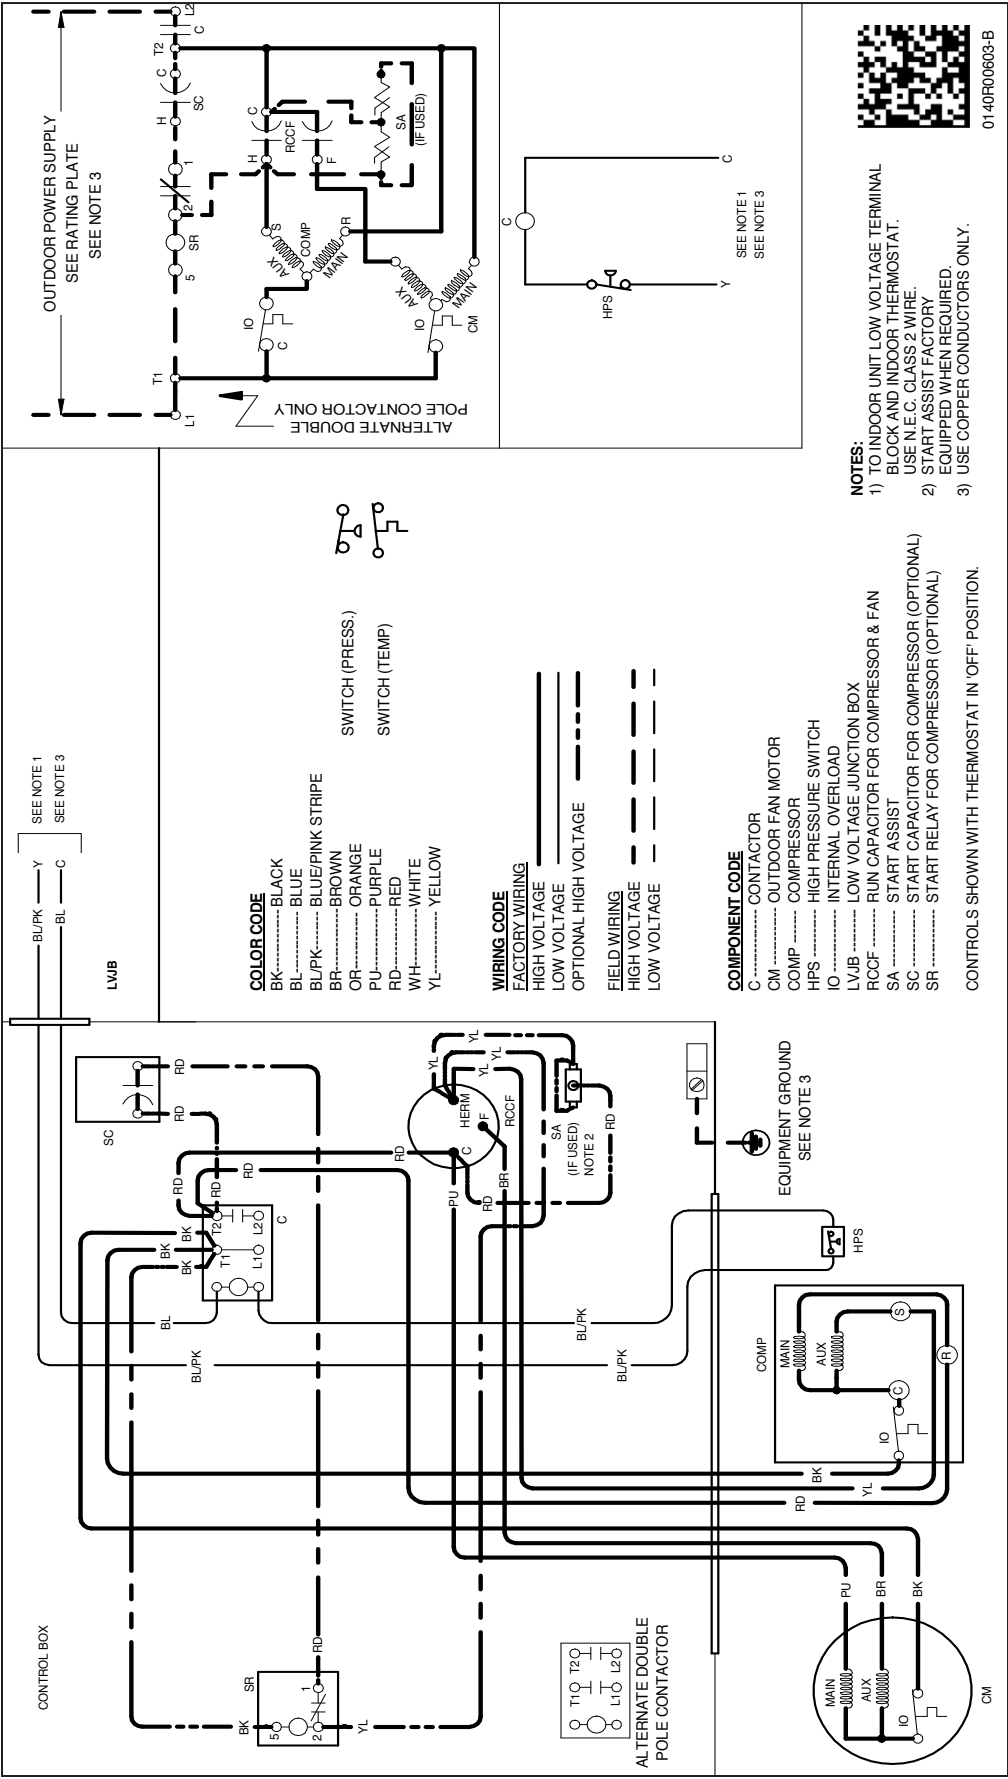 CONTROL BOX
BK
5
SR
2
1
RD
YL
ALTERNATE DOUBLE
POLE CONTACTOR
T1
T2
L1
L2
MAIN
AUX
IO
CM
PU
BR
BK
BL/PK
BL
BL/PK
BL/PK
BK
YL
RD
COMP
MAIN
AUX
IO
C
S
R
HPS
BK
BK
BK
T2
T1
L2
L1
C
RD
RD
RD
RD
RD
SC
RD
RD
PU
RD
BR
C
HERM
F
RCCF
YL
YL
YL
YL
SA
(IF USED)
NOTE 2
RD
EQUIPMENT GROUND
SEE NOTE 3
LVJB
BL/PK
Y
BL
C
SEE NOTE 1
SEE NOTE 3
COLOR CODE
BK---------- BLACK
BL---------- BLUE
BL/PK------ BLUE/PINK STRIPE
BR---------- BROWN
OR---------- ORANGE
PU---------- PURPLE
RD---------- RED
WH---------- WHITE
YL---------- YELLOW
SWITCH (PRESS.)
SWITCH (TEMP)
WIRING CODE
FACTORY WIRING
HIGH VOLTAGE
LOW VOLTAGE
OPTIONAL HIGH VOLTAGE
FIELD WIRING
HIGH VOLTAGE
LOW VOLTAGE
COMPONENT CODE
C ---------- CONTACTOR
CM -------- OUTDOOR FAN MOTOR
COMP ------ COMPRESSOR
HPS -------- HIGH PRESSURE SWITCH
IO ---------- INTERNAL OVERLOAD
LVJB ------- LOW VOLTAGE JUNCTION BOX
RCCF ------- RUN CAPACITOR FOR COMPRESSOR & FAN
SA ---------- START ASSIST
SC ---------- START CAPACITOR FOR COMPRESSOR (OPTIONAL)
SR ---------- START RELAY FOR COMPRESSOR (OPTIONAL)
CONTROLS SHOWN WITH THERMOSTAT IN 'OFF' POSITION.
OUTDOOR POWER SUPPLY
SEE RATING PLATE
SEE NOTE 3
L1
T1
5
SR
2
1
H
SC
C
T2
C
L2
ALTERNATE DOUBLE
POLE CONTACTOR ONLY
IO
C
S
AUX
COMP
MAIN
R
H
RCCF
C
F
SA
(IF USED)
IO
CM
AUX
MAIN
C
HPS
Y
C
SEE NOTE 1
SEE NOTE 3
NOTES:
1) TO INDOOR UNIT LOW VOLTAGE TERMINAL
BLOCK AND INDOOR THERMOSTAT.
USE N.E.C. CLASS 2 WIRE.
2) START ASSIST FACTORY
EQUIPPED WHEN REQUIRED.
3) USE COPPER CONDUCTORS ONLY.
0140R00603-B